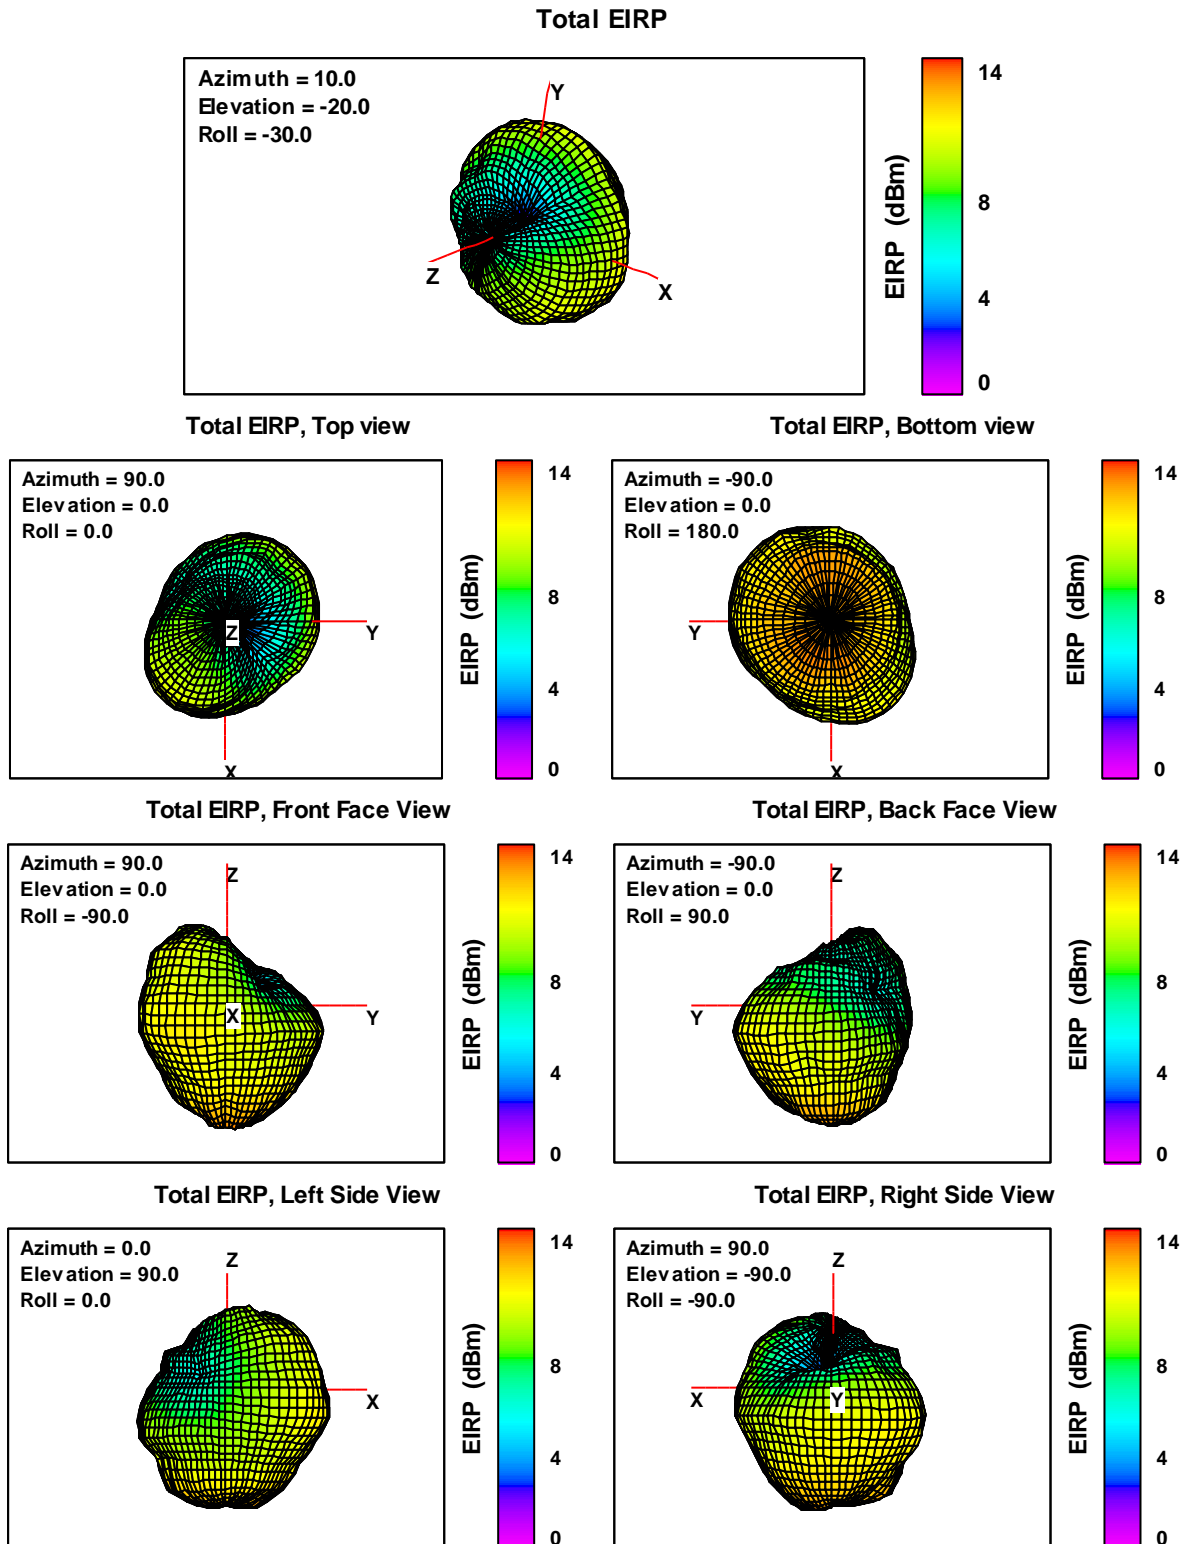 Total EIRP
Azimuth = 10.0
Elevation = -20.0
Roll = -30.0
Y
Z
X
EIRP (dBm)
14
8
4
0
Total EIRP, Top view
Azimuth = 90.0
Elevation = 0.0
Roll = 0.0
Z
Y
X
EIRP (dBm)
14
8
4
0
Total EIRP, Bottom view
Azimuth = -90.0
Elevation = 0.0
Roll = 180.0
Y
X
EIRP (dBm)
14
8
4
0
Total EIRP, Front Face View
Azimuth = 90.0
Elevation = 0.0
Roll = -90.0
Z
X
Y
EIRP (dBm)
14
8
4
0
Total EIRP, Back Face View
Azimuth = -90.0
Elevation = 0.0
Roll = 90.0
Z
Y
EIRP (dBm)
14
8
4
0
Total EIRP, Left Side View
Azimuth = 0.0
Elevation = 90.0
Roll = 0.0
Z
X
EIRP (dBm)
14
8
4
0
Total EIRP, Right Side View
Azimuth = 90.0
Elevation = -90.0
Roll = -90.0
Z
X
Y
EIRP (dBm)
14
8
4
0